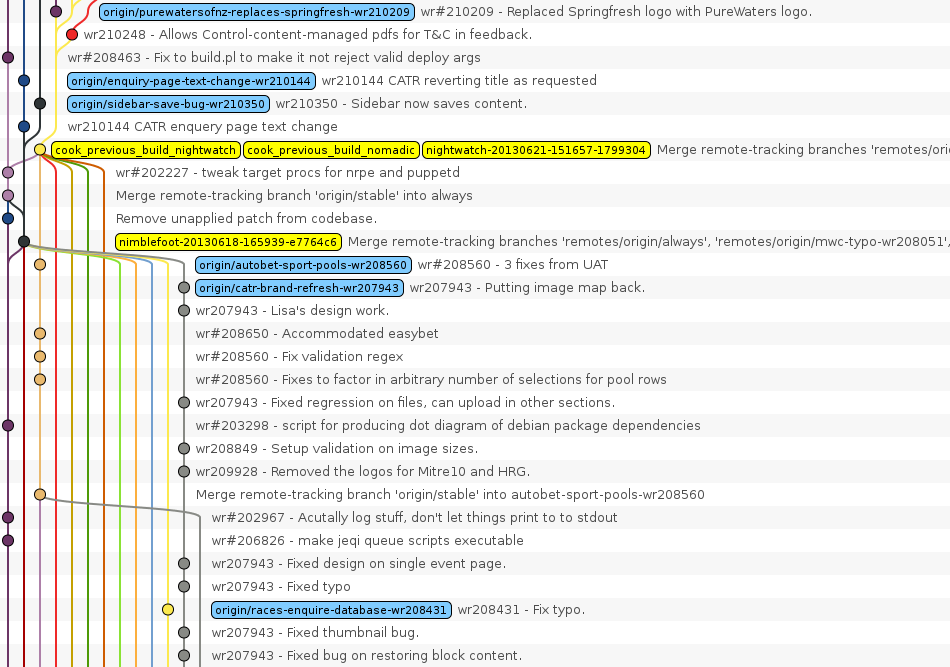 origin/purewatersofnz-replaces-springfresh-wr210209 wr#210209 - Replaced Springfresh logo with PureWaters logo.
wr210248 - Allows Control-content-managed pdfs for T&C in feedback.
wr#208463 - Fix to build.pl to make it not reject valid deploy args
origin/enquiry-page-text-change-wr210144 wr210144 CATR reverting title as requested
origin/sidebar-save-bug-wr210350 wr210350 - Sidebar now saves content.
wr210144 CATR enquery page text change
cook_previous_build_nightwatch cook_previous_build_nomadic nightwatch-20130621-151657-1799304 Merge remote-tracking branches 'remotes/ori
wr#202227 - tweak target procs for nrpe and puppetd
Merge remote-tracking branch 'origin/stable' into always
Remove unapplied patch from codebase.
nimblefoot-20130618-165939-e7764c6 Merge remote-tracking branches 'remotes/origin/always', 'remotes/origin/mwc-typo-wr208051',
origin/autobet-sport-pools-wr208560 wr#208560 - 3 fixes from UAT
origin/catr-brand-refresh-wr207943 wr207943 - Putting image map back.
wr207943 - Lisa's design work.
wr#208650 - Accommodated easybet
wr#208560 - Fix validation regex
wr#208560 - Fixes to factor in arbitrary number of selections for pool rows
wr207943 - Fixed regression on files, can upload in other sections.
wr#203298 - script for producing dot diagram of debian package dependencies
wr208849 - Setup validation on image sizes.
wr209928 - Removed the logos for Mitre10 and HRG.
Merge remote-tracking branch 'origin/stable' into autobet-sport-pools-wr208560
wr#202967 - Acutally log stuff, don't let things print to to stdout
wr#206826 - make jeqi queue scripts executable
wr207943 - Fixed design on single event page.
wr207943 - Fixed typo
origin/races-enquire-database-wr208431 wr208431 - Fix typo.
wr207943 - Fixed thumbnail bug.
wr207943 - Fixed bug on restoring block content.